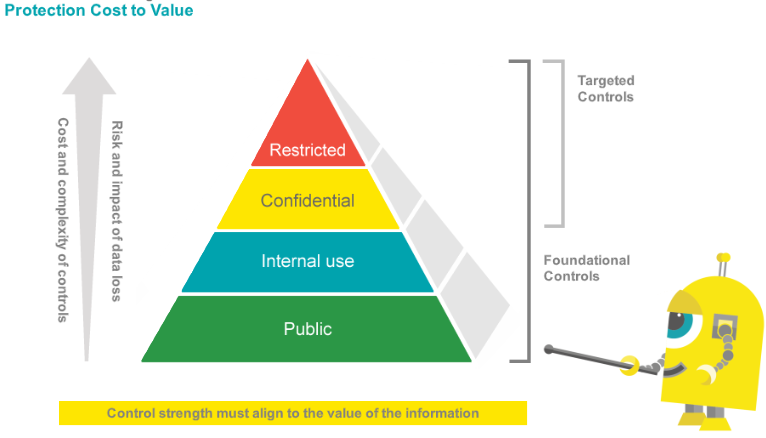 Protection Cost to Value
Cost and complexity of controls
Risk and impact of data loss
Restricted
Confidential
Internal use
Public
Targeted
Controls
Foundational
Controls
Control strength must align to the value of the information